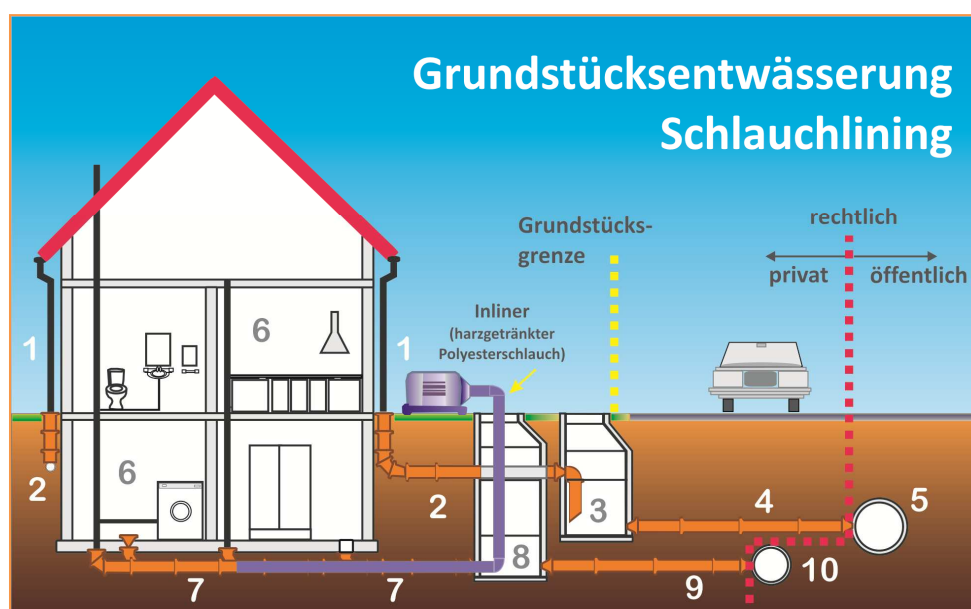 Grundstücksentwässerung
Schlauchlining
rechtlich
Grundstücks-
grenze
privat
öffentlich
Inliner
(harzgetränkter
Polyesterschlauch)
1
6
1
6
2
2
3
4
5
8
7
7
9
10